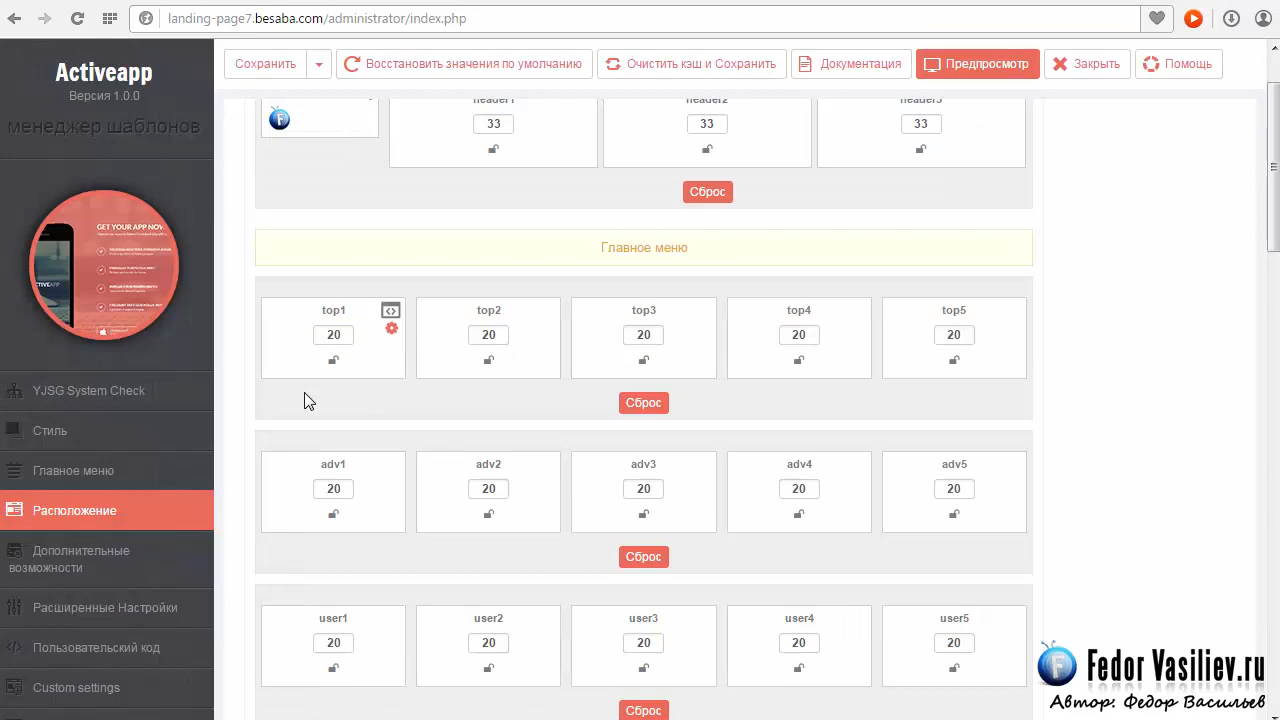 landing-page7.besaba.com/administrator/index.php
Activeapp
Версия 1.0.0
менеджер шаблонов
GET YOUR APP NOW
YJSG System Check
Стиль
Главное меню
Расположение
Дополнительные
возможности
Расширенные Настройки
Пользовательский код
Custom settings
Сохранить
Восстановить значения по умолчанию
Очистить кэш и Сохранить
Документация
Предпросмотр
Закрыть
Помощь
header1 header2 header3
33 33 33
Сброс
Главное меню
top1 top2 top3 top4 top5
20 20 20 20 20
Сброс
adv1 adv2 adv3 adv4 adv5
20 20 20 20 20
Сброс
user1 user2 user3 user4 user5
20 20 20 20 20
Сброс
Fedor Vasiliev.ru
Автор: Федор Васильев